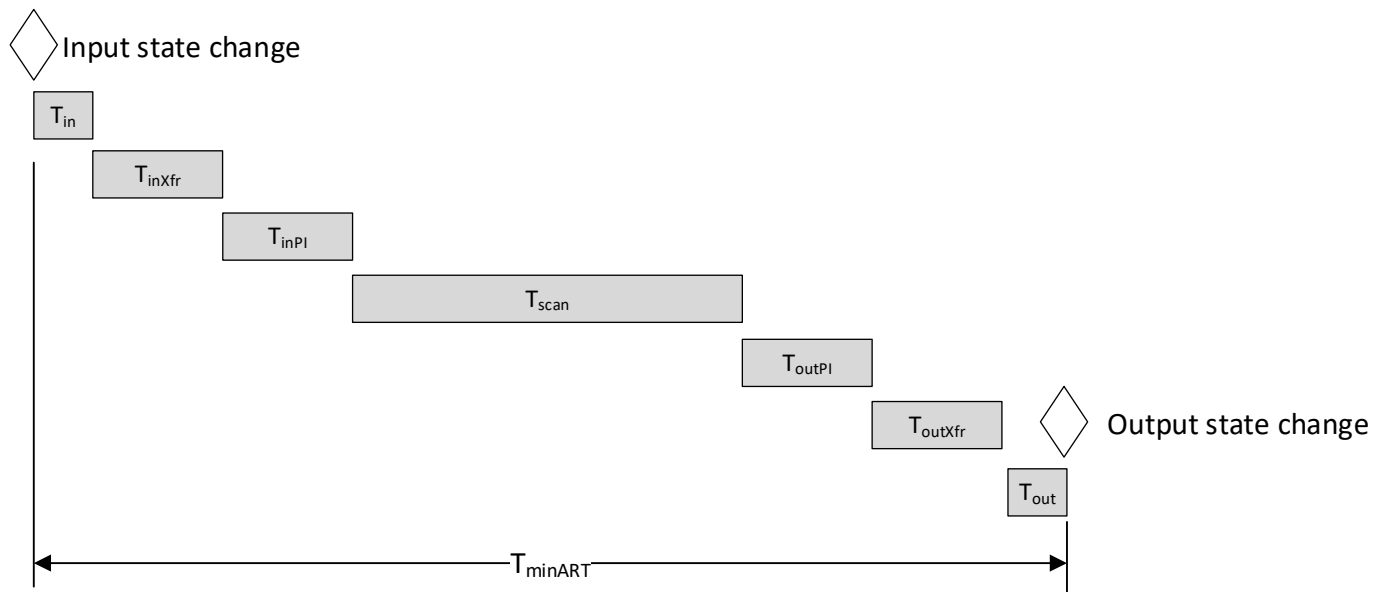 Input state change
Tin
TinXfr
TinPI
Tscan
ToutPI
ToutXfr
Output state change
Tout
TminART